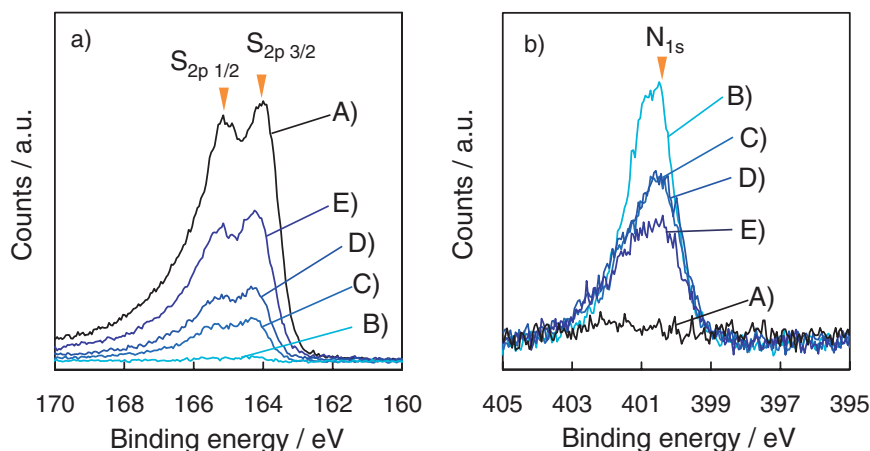 a)
S2p 1/2
S2p 3/2
A)
E)
D)
C)
B)
Counts / a.u.
170 168 166 164 162 160
Binding energy / eV
b)
N1s
B)
C)
D)
E)
A)
Counts / a.u.
405 403 401 399 397 395
Binding energy / eV